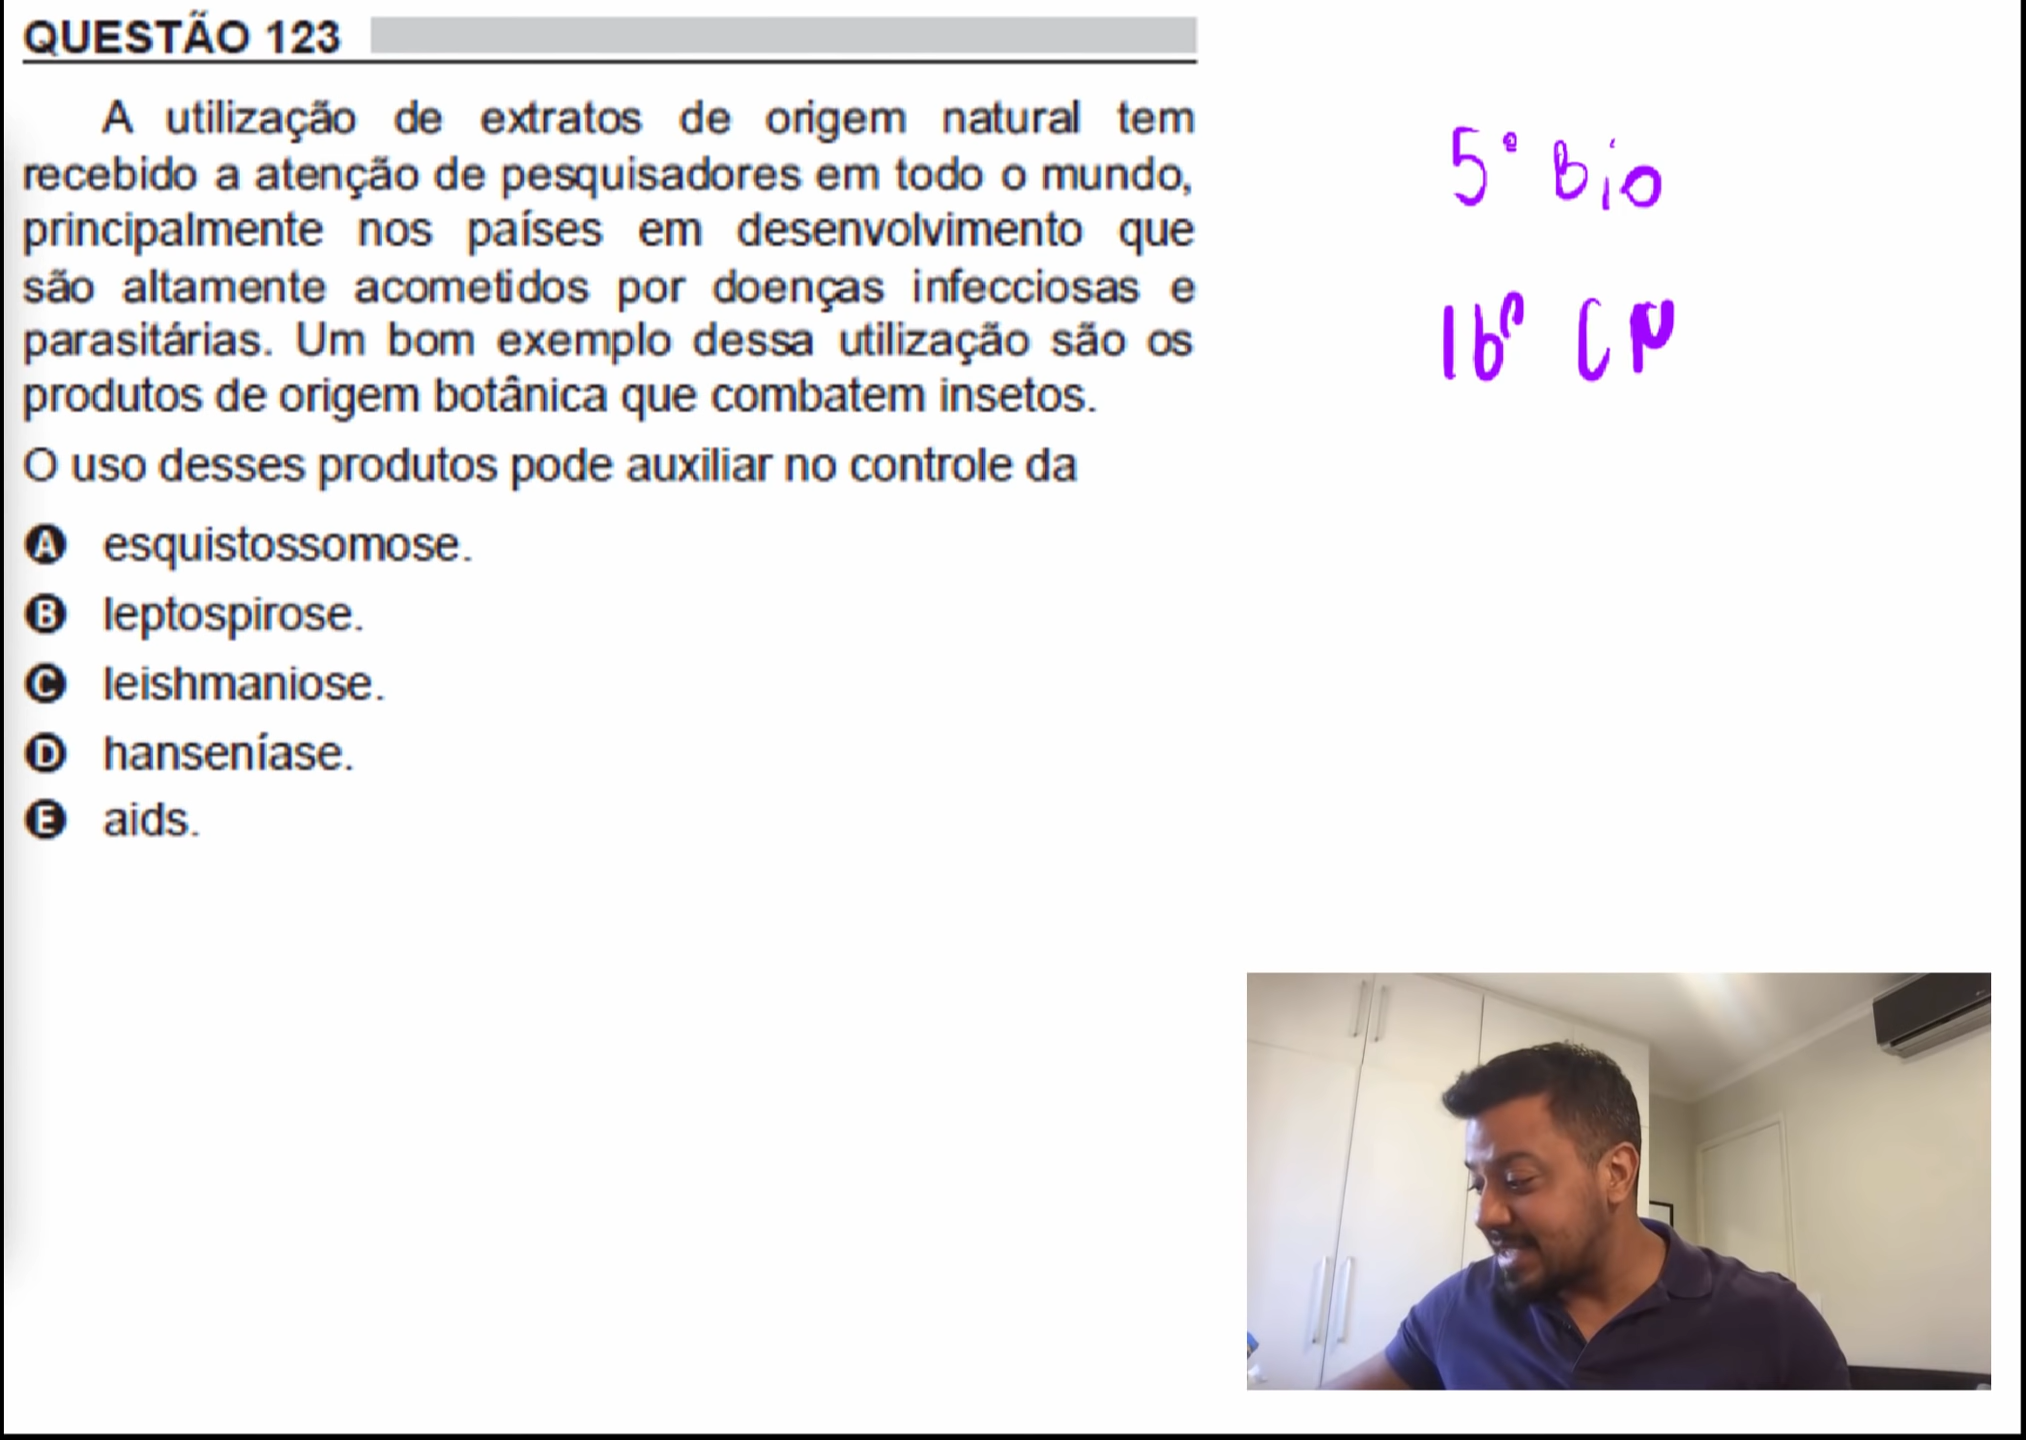 QUESTÃO 123
A utilização de extratos de origem natural tem
recebido a atenção de pesquisadores em todo o mundo,
principalmente nos países em desenvolvimento que
são altamente acometidos por doenças infecciosas e
parasitárias. Um bom exemplo dessa utilização são os
produtos de origem botânica que combatem insetos.
O uso desses produtos pode auxiliar no controle da
A esquistossomose.
B leptospirose.
C leishmaniose.
D hanseníase.
E aids.
5ª Bio
16ª CN